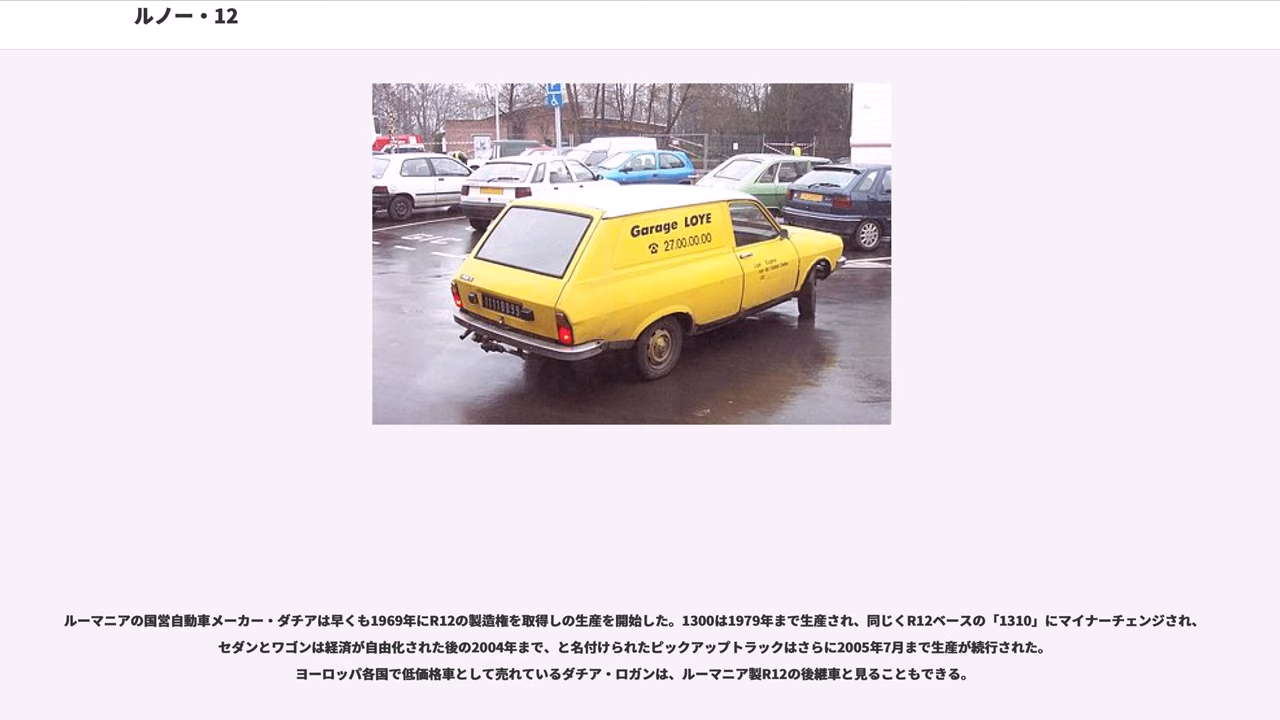 ルノー・12
Garage LOYE
☎ 27.00.00.00
ルーマニアの国営自動車メーカー・ダチアは早くも1969年にR12の製造権を取得しの生産を開始した。1300は1979年まで生産され、同じくR12ベースの「1310」にマイナーチェンジされ、
セダンとワゴンは経済が自由化された後の2004年まで、と名付けられたピックアップトラックはさらに2005年7月まで生産が続行された。
ヨーロッパ各国で低価格車として売れているダチア・ロガンは、ルーマニア製R12の後継車と見ることもできる。